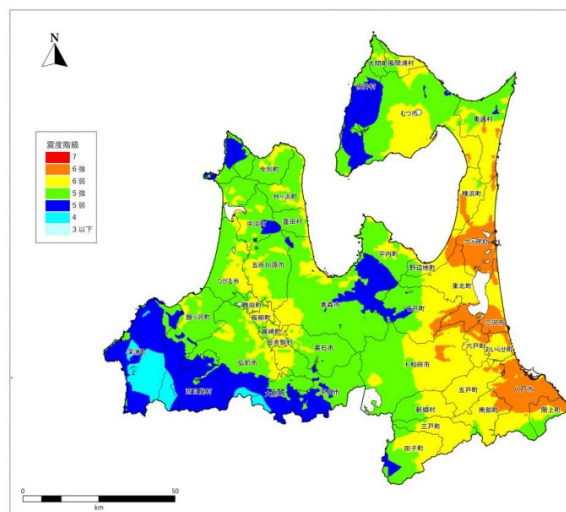 N
大間町
風間浦村
佐井村
むつ市
東通村
震度階級
7
6 強
6 弱
5 強
5 弱
4
3 以下
今別町
外ヶ浜町
中泊町
蓬田村
横浜町
六ヶ所村
平内町
野辺地町
五所川原市
東北町
つがる市
青森市
七戸町
鶴田町
鰺ヶ沢町
板柳町
三沢市
藤崎町
田舎館村
黒石市
六戸町
おいらせ町
深浦町
弘前市
十和田市
西目屋村
五戸町
八戸市
新郷村
南部町
階上町
三戸町
田子町
0
50
km